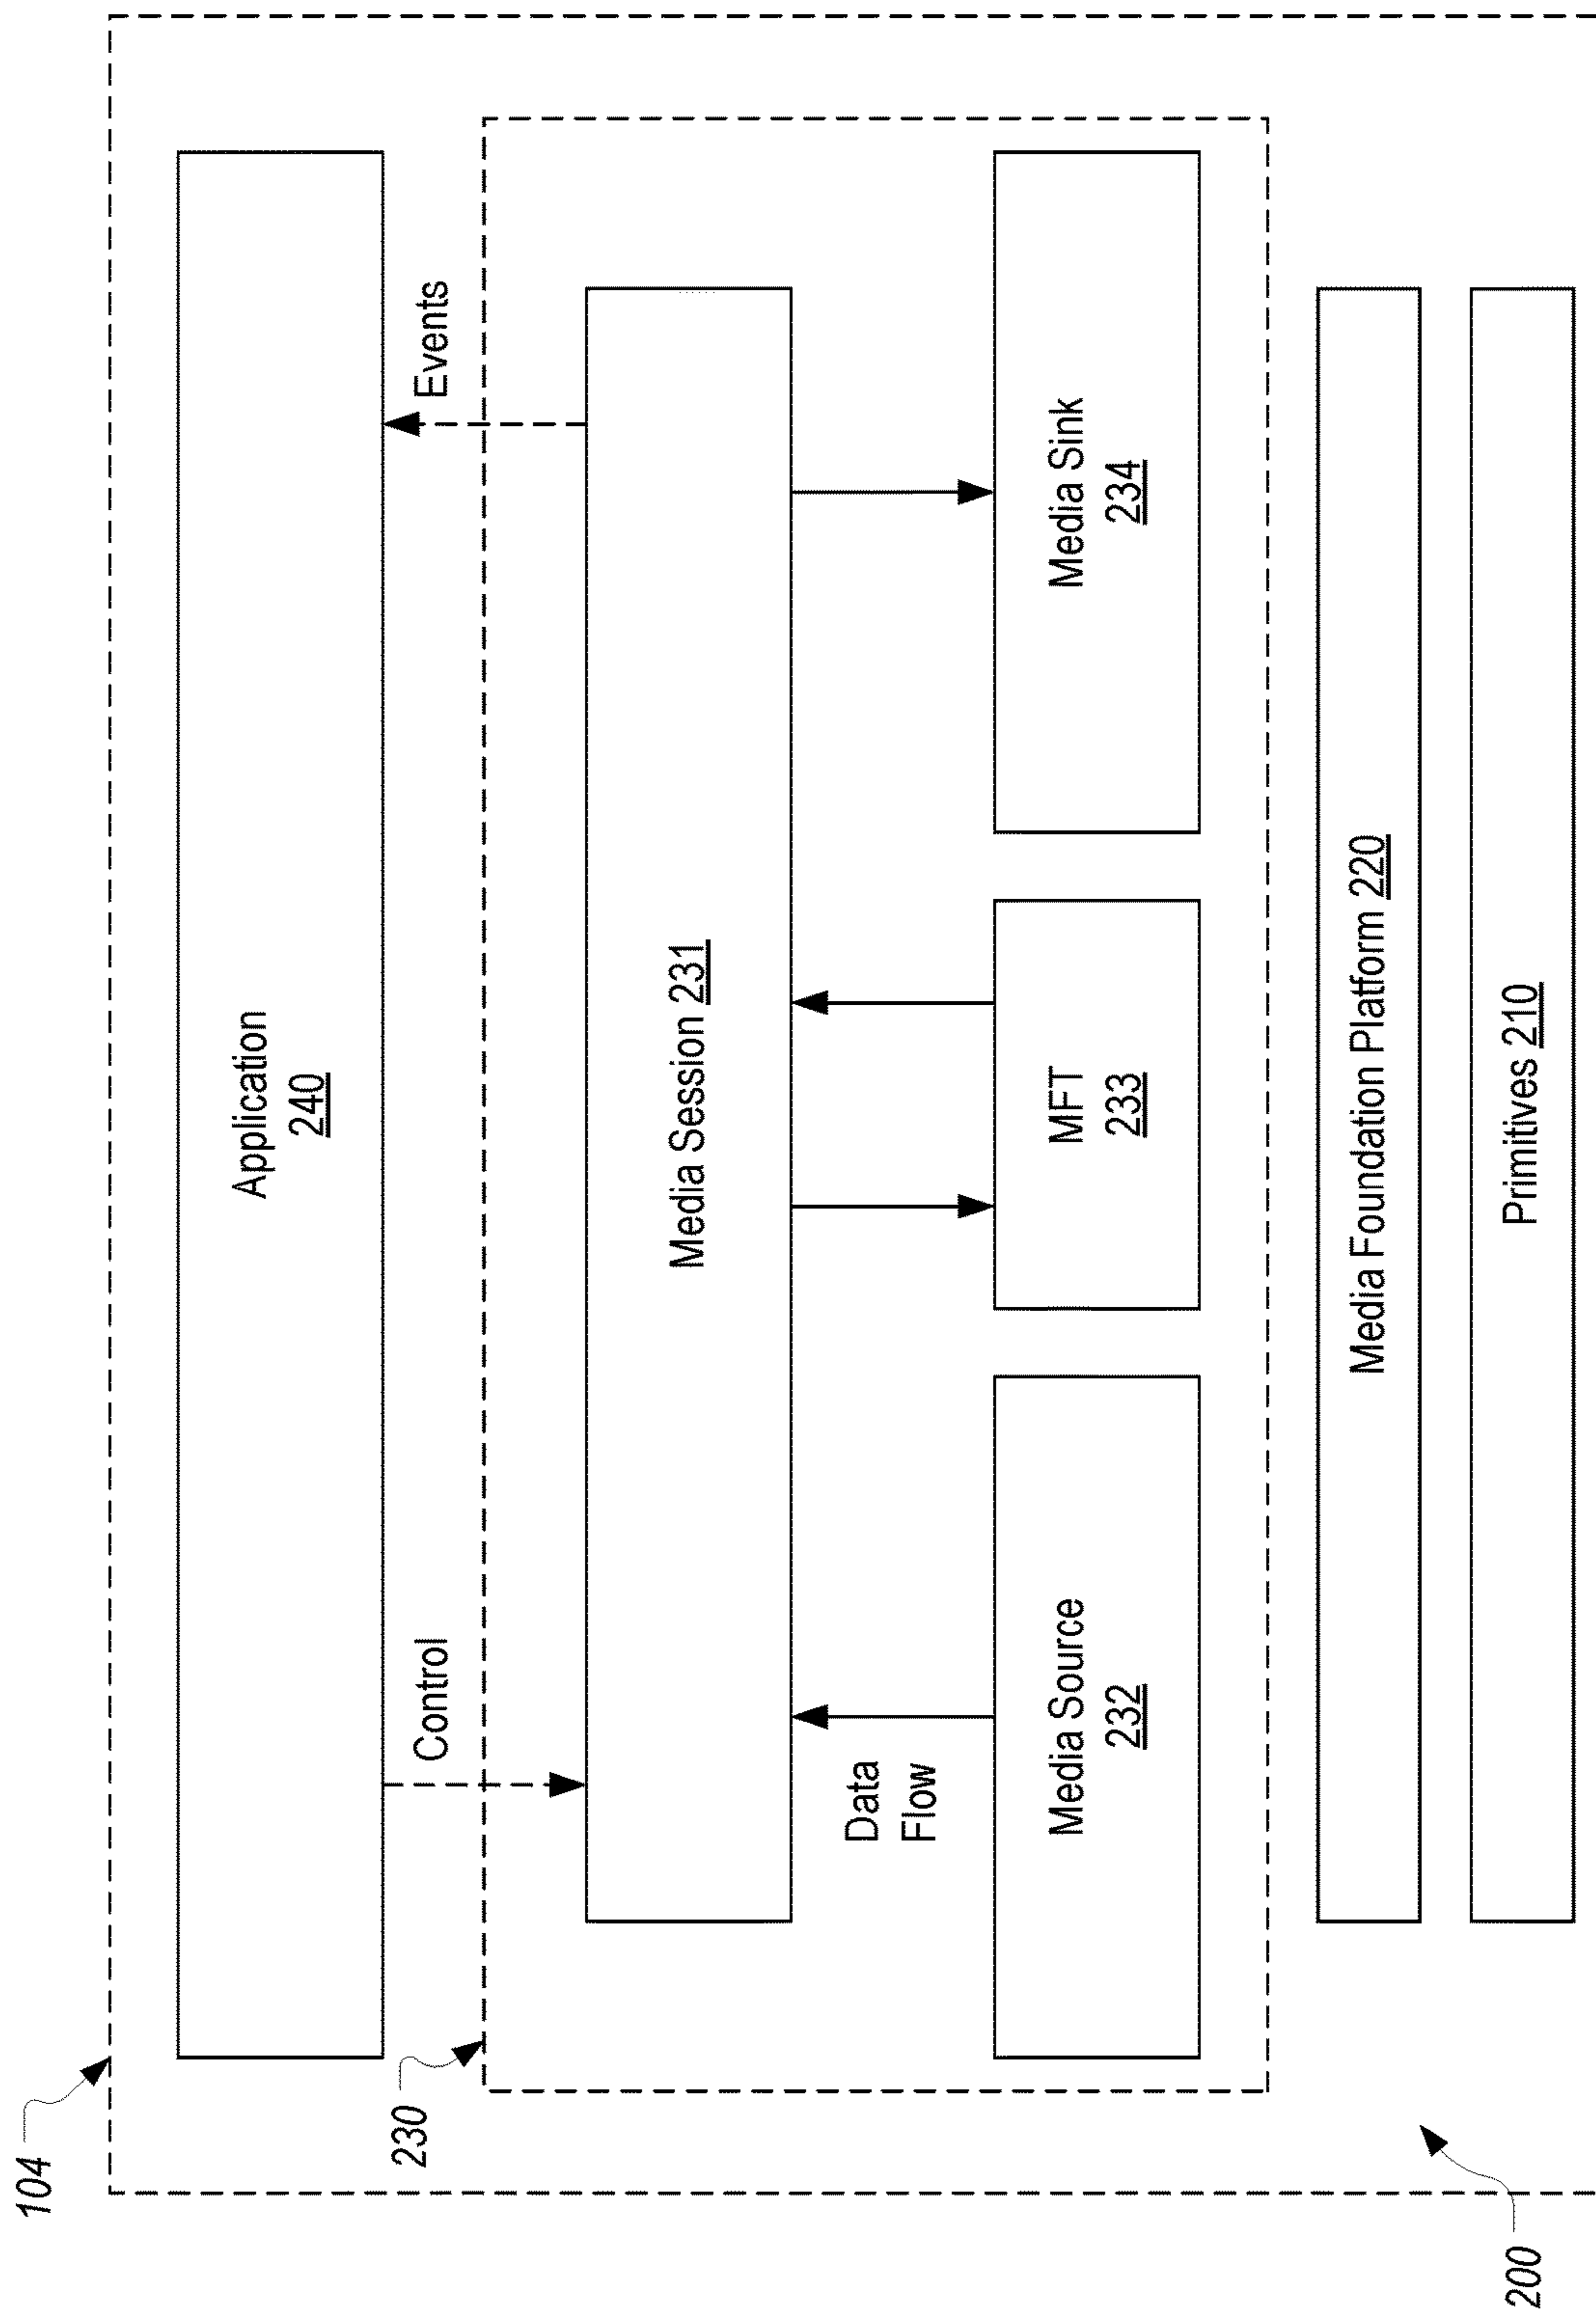 104
Application
240
Control
Events
230
Media Session 231
Data
Flow
Media Source
232
MFT
233
Media Sink
234
Media Foundation Platform 220
Primitives 210
200